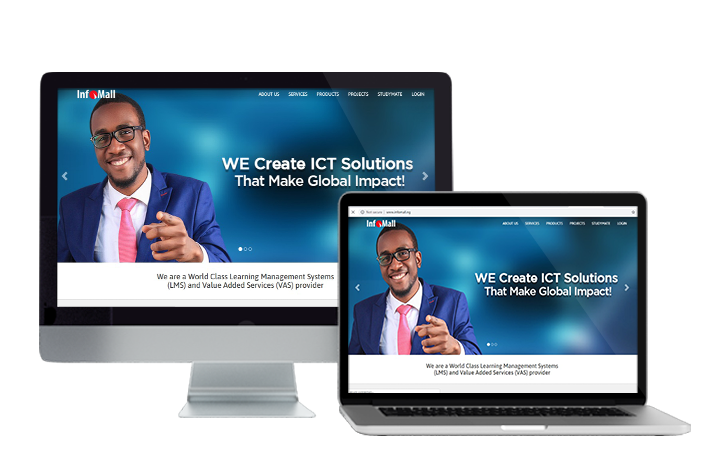 InfoMall
ABOUT US SERVICES PRODUCTS PROJECTS STUDYMATE LOGIN
WE Create ICT Solutions
That Make Global Impact!
We are a World Class Learning Management Systems
(LMS) and Value Added Services (VAS) provider
Not secure
InfoMall
ABOUT US SERVICES PRODUCTS PROJECTS STUDYMATE LOGIN
WE Create ICT Solutions
That Make Global Impact!
We are a World Class Learning Management Systems
(LMS) and Value Added Services (VAS) provider